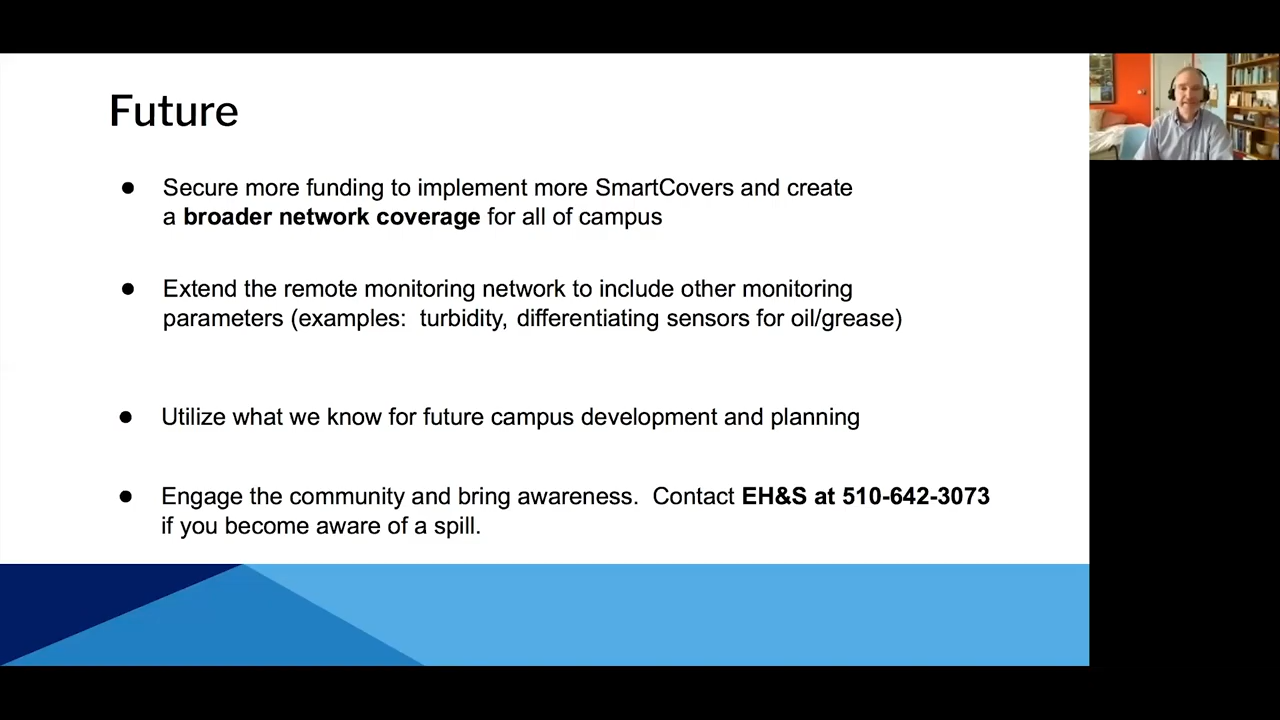 Future
● Secure more funding to implement more SmartCovers and create
a broader network coverage for all of campus
● Extend the remote monitoring network to include other monitoring
parameters (examples:  turbidity, differentiating sensors for oil/grease)
● Utilize what we know for future campus development and planning
● Engage the community and bring awareness.  Contact EH&S at 510-642-3073
if you become aware of a spill.